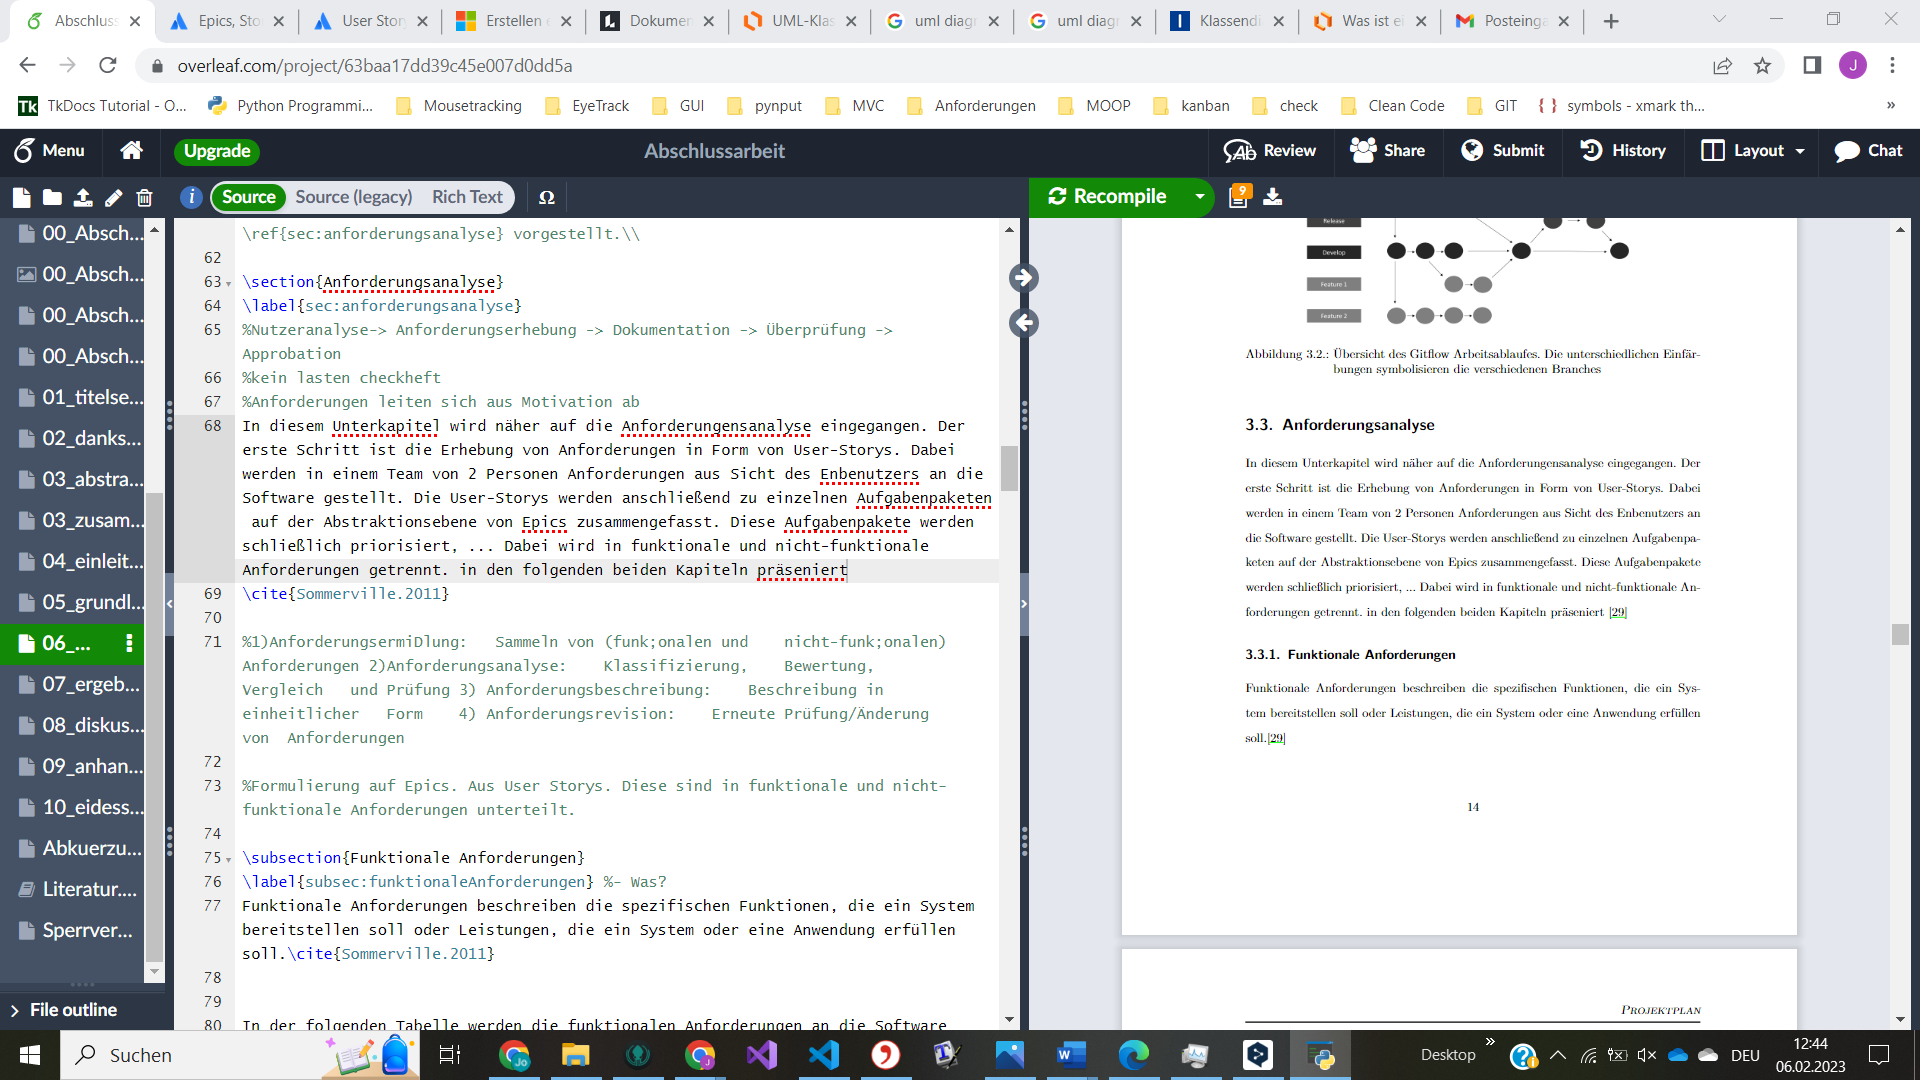 Abschluss
Epics, Sto
User Stor
Erstellen
Dokumen
UML-Klas
uml diagr
uml diagr
Klassendi
Was ist ei
Posteinga
overleaf.com/project/63baa17dd39c45e007d0dd5a
J
TkDocs Tutorial - O...
Python Programmi...
Mousetracking
EyeTrack
GUI
pynput
MVC
Anforderungen
MOOP
kanban
check
Clean Code
GIT
symbols - xmark th...
»
Menu
Upgrade
Abschlussarbeit
Review
Share
Submit
History
Layout
Chat
Source
Source (legacy)
Rich Text
Ω
Recompile
9
00_Absch...
00_Absch...
00_Absch...
00_Absch...
01_titelse...
02_danks...
03_abstra...
03_zusam...
04_einleit...
05_grundl...
06_...
07_ergeb...
08_diskus...
09_anhan...
10_eidess...
Abkuerzu...
Literatur....
Sperrver...
File outline
\ref{sec:anforderungsanalyse} vorgestellt.\\
62
63 \section{Anforderungsanalyse}
64 \label{sec:anforderungsanalyse}
65 %Nutzeranalyse-> Anforderungserhebung -> Dokumentation -> Überprüfung ->
Approbation
66 %kein lasten checkheft
67 %Anforderungen leiten sich aus Motivation ab
68 In diesem Unterkapitel wird näher auf die Anforderungensanalyse eingegangen. Der
erste Schritt ist die Erhebung von Anforderungen in Form von User-Storys. Dabei
werden in einem Team von 2 Personen Anforderungen aus Sicht des Enbenutzers an die
Software gestellt. Die User-Storys werden anschließend zu einzelnen Aufgabenpaketen
auf der Abstraktionsebene von Epics zusammengefasst. Diese Aufgabenpakete werden
schließlich priorisiert, ... Dabei wird in funktionale und nicht-funktionale
Anforderungen getrennt. in den folgenden beiden Kapiteln präseniert
69 \cite{Sommerville.2011}
70
71 %1)AnforderungsermiDlung: Sammeln von (funk;onalen und nicht-funk;onalen)
Anforderungen 2)Anforderungsanalyse: Klassifizierung, Bewertung,
Vergleich und Prüfung 3) Anforderungsbeschreibung: Beschreibung in
einheitlicher Form 4) Anforderungsrevision: Erneute Prüfung/Änderung
von Anforderungen
72
73 %Formulierung auf Epics. Aus User Storys. Diese sind in funktionale und nicht-
funktionale Anforderungen unterteilt.
74
75 \subsection{Funktionale Anforderungen}
76 \label{subsec:funktionaleAnforderungen} %- Was?
77 Funktionale Anforderungen beschreiben die spezifischen Funktionen, die ein System
bereitstellen soll oder Leistungen, die ein System oder eine Anwendung erfüllen
soll.\cite{Sommerville.2011}
78
79
80 In der folgenden Tabelle werden die funktionalen Anforderungen an die Software
Release
Develop
Feature 1
Feature 2
Abbildung 3.2.: Übersicht des Gitflow Arbeitsablaufes. Die unterschiedlichen Einfär-
bungen symbolisieren die verschiedenen Branches
3.3. Anforderungsanalyse
In diesem Unterkapitel wird näher auf die Anforderungensanalyse eingegangen. Der
erste Schritt ist die Erhebung von Anforderungen in Form von User-Storys. Dabei
werden in einem Team von 2 Personen Anforderungen aus Sicht des Enbenutzers an
die Software gestellt. Die User-Storys werden anschließend zu einzelnen Aufgabenpa-
keten auf der Abstraktionsebene von Epics zusammengefasst. Diese Aufgabenpakete
werden schließlich priorisiert, ... Dabei wird in funktionale und nicht-funktionale An-
forderungen getrennt. in den folgenden beiden Kapiteln präseniert [29]
3.3.1. Funktionale Anforderungen
Funktionale Anforderungen beschreiben die spezifischen Funktionen, die ein Sys-
tem bereitstellen soll oder Leistungen, die ein System oder eine Anwendung erfüllen
soll.[29]
14
PROJEKTPLAN
Suchen
Desktop
»
DEU
12:44
06.02.2023